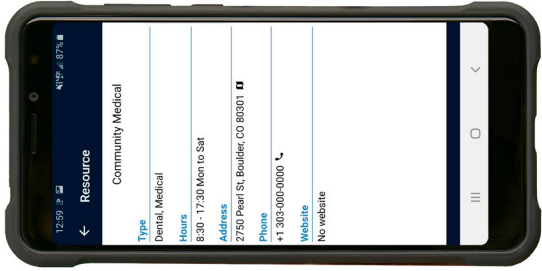 12:59 87%
Resource
Community Medical
Type
Dental, Medical
Hours
8:30 - 17:30 Mon to Sat
Address
2750 Pearl St, Boulder, CO 80301
Phone
+1 303-000-0000
Website
No website